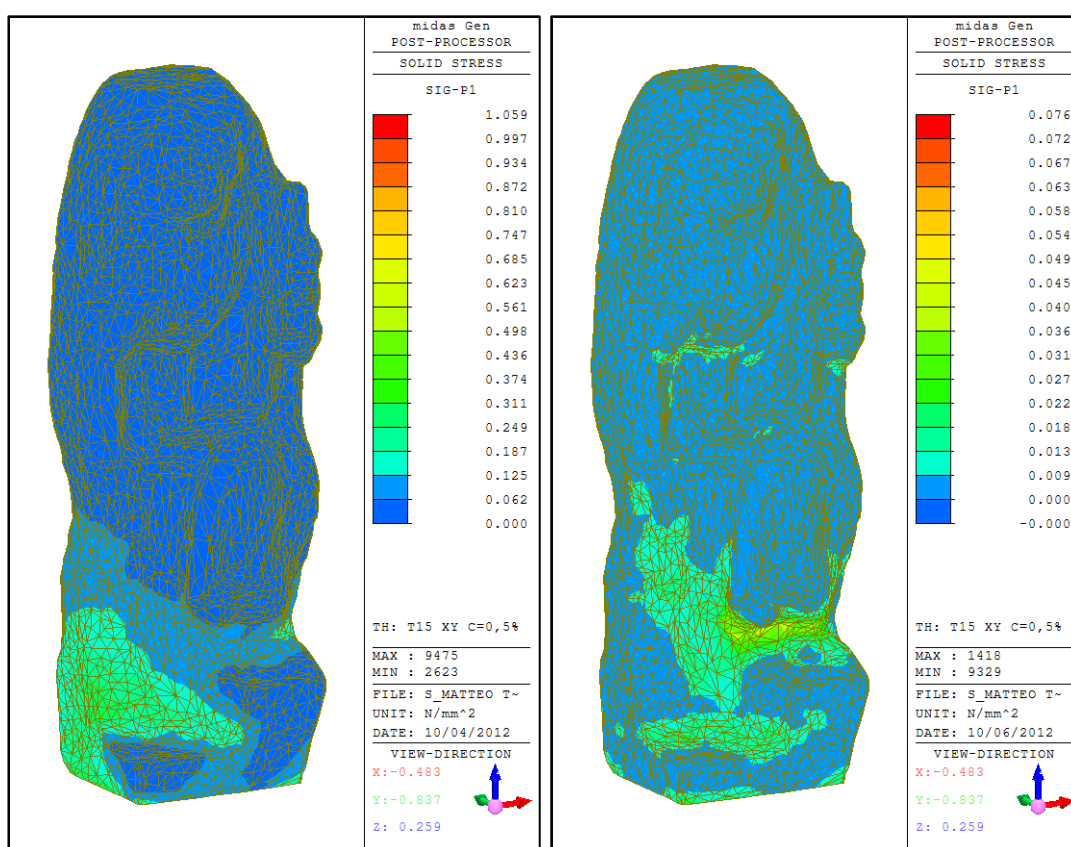 midas Gen
POST-PROCESSOR
SOLID STRESS
SIG-P1
1.059
0.997
0.934
0.872
0.810
0.747
0.685
0.623
0.561
0.498
0.436
0.374
0.311
0.249
0.187
0.125
0.062
0.000
TH: T15 XY C=0,5%
MAX : 9475
MIN : 2623
FILE: S_MATTEO T~
UNIT: N/mm^2
DATE: 10/04/2012
VIEW-DIRECTION
X:-0.483
Y:-0.837
Z: 0.259
midas Gen
POST-PROCESSOR
SOLID STRESS
SIG-P1
0.076
0.072
0.067
0.063
0.058
0.054
0.049
0.045
0.040
0.036
0.031
0.027
0.022
0.018
0.013
0.009
0.000
-0.000
TH: T15 XY C=0,5%
MAX : 1418
MIN : 9329
FILE: S_MATTEO T~
UNIT: N/mm^2
DATE: 10/06/2012
VIEW-DIRECTION
X:-0.483
Y:-0.837
Z: 0.259